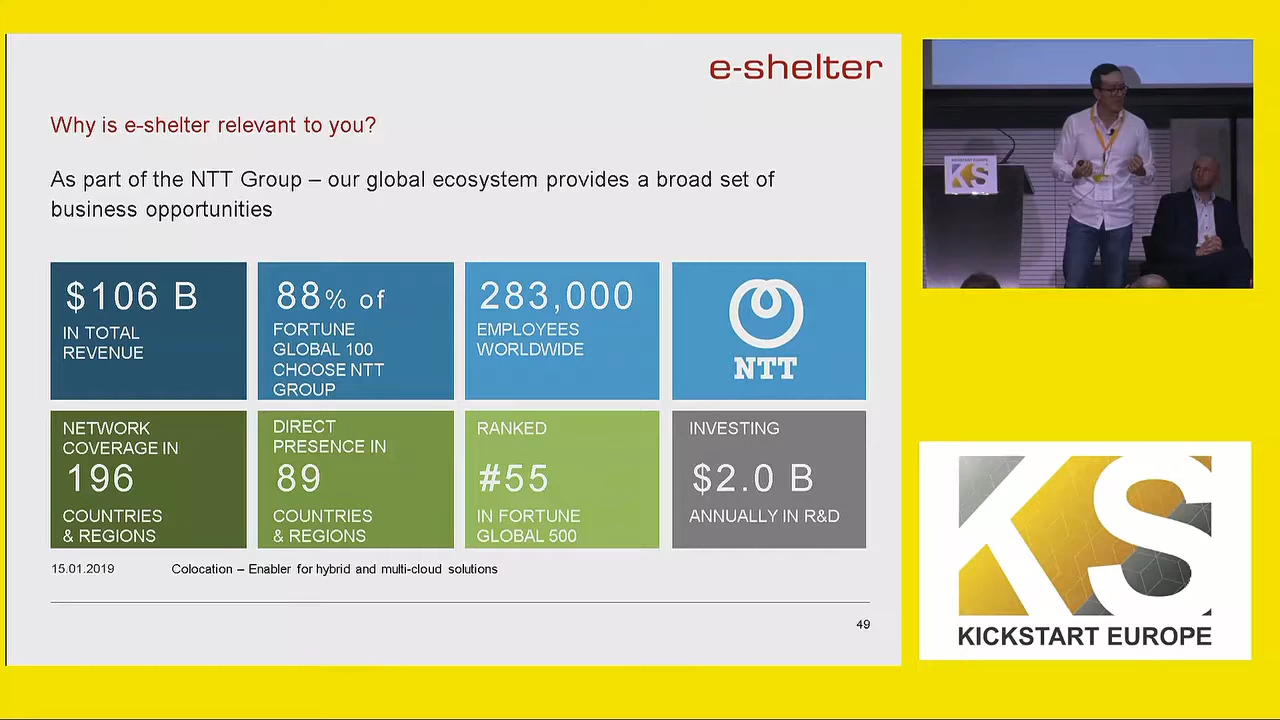 e-shelter
Why is e-shelter relevant to you?
As part of the NTT Group – our global ecosystem provides a broad set of
business opportunities
$106 B
IN TOTAL
REVENUE
88% of
FORTUNE
GLOBAL 100
CHOOSE NTT
GROUP
283,000
EMPLOYEES
WORLDWIDE
NTT
NETWORK
COVERAGE IN
196
COUNTRIES
& REGIONS
DIRECT
PRESENCE IN
89
COUNTRIES
& REGIONS
RANKED
#55
IN FORTUNE
GLOBAL 500
INVESTING
$2.0 B
ANNUALLY IN R&D
15.01.2019 Colocation – Enabler for hybrid and multi-cloud solutions
49
KICKSTART EUROPE
KS
KS
KICKSTART EUROPE